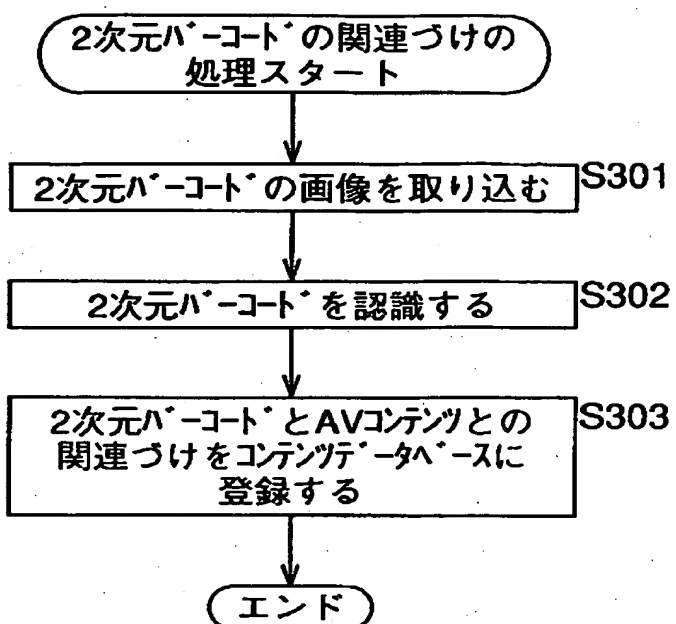 2次元バーコードの関連づけの
処理スタート
2次元バーコードの画像を取り込む
S301
2次元バーコードを認識する
S302
2次元バーコードとAVコンテンツとの
S303
関連づけをコンテンツデータベースに
登録する
エンド